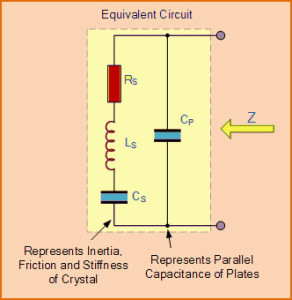 Equivalent Circuit
RS
LS
CP
CS
Z
Represents Inertia,
Friction and Stiffness
of Crystal
Represents Parallel
Capacitance of Plates